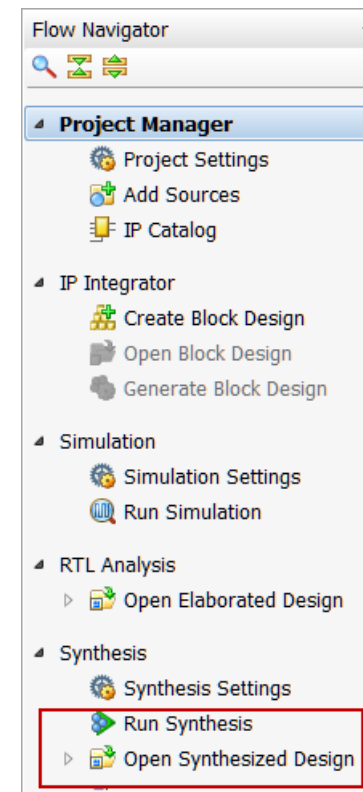 Flow Navigator
Project Manager
Project Settings
Add Sources
IP Catalog
IP Integrator
Create Block Design
Open Block Design
Generate Block Design
Simulation
Simulation Settings
Run Simulation
RTL Analysis
Open Elaborated Design
Synthesis
Synthesis Settings
Run Synthesis
Open Synthesized Design